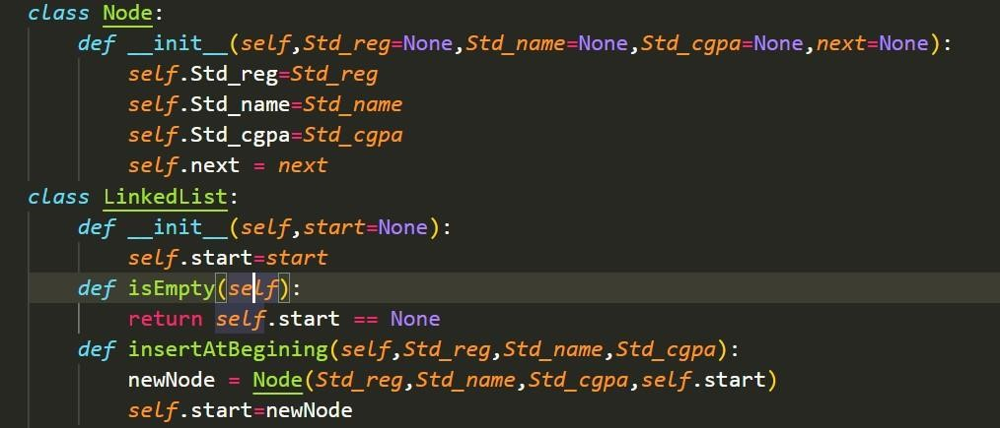 class Node:
    def __init__(self,Std_reg=None,Std_name=None,Std_cgpa=None,next=None):
        self.Std_reg=Std_reg
        self.Std_name=Std_name
        self.Std_cgpa=Std_cgpa
        self.next = next
class LinkedList:
    def __init__(self,start=None):
        self.start=start
    def isEmpty(self):
        return self.start == None
    def insertAtBegining(self,Std_reg,Std_name,Std_cgpa):
        newNode = Node(Std_reg,Std_name,Std_cgpa,self.start)
        self.start=newNode